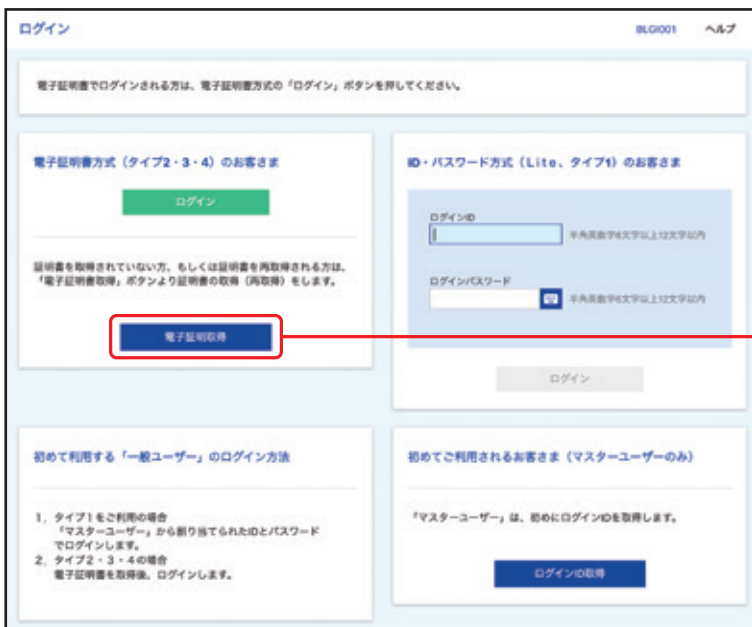 ログイン
BLGI001 ヘルプ
電子証明書でログインされる方は、電子証明書方式の「ログイン」ボタンを押してください。
電子証明書方式（タイプ2・3・4）のお客さま
ログイン
証明書を取得されていない方、もしくは証明書を再取得される方は、
「電子証明書取得」ボタンより証明書の取得（再取得）をします。
電子証明取得
ID・パスワード方式（Lite、タイプ1）のお客さま
ログインID
半角英数字6文字以上12文字以内
ログインパスワード
半角英数字6文字以上12文字以内
ログイン
初めて利用する「一般ユーザー」のログイン方法
1. タイプ1をご利用の場合
「マスターユーザー」から割り当てられたIDとパスワード
でログインします。
2. タイプ2・3・4の場合
電子証明書を取得後、ログインします。
初めてご利用されるお客さま（マスターユーザーのみ）
「マスターユーザー」は、初めにログインIDを取得します。
ログインID取得